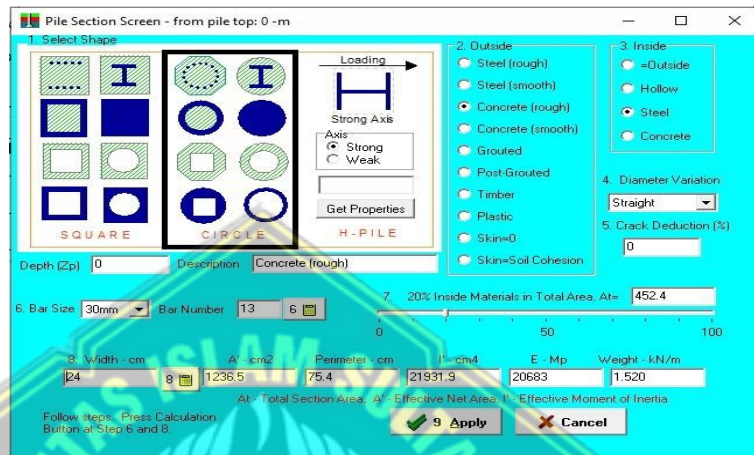 Pile Section Screen - from pile top: 0 -m
1. Select Shape
SQUARE
CIRCLE
H-PILE
Loading
Strong Axis
Axis
Strong
Weak
Get Properties
2. Outside
Steel (rough)
Steel (smooth)
Concrete (rough)
Concrete (smooth)
Grouted
Post-Grouted
Timber
Plastic
Skin=0
Skin=Soil Cohesion
3. Inside
=Outside
Hollow
Steel
Concrete
4. Diameter Variation
Straight
5. Crack Deduction (%)
0
Depth (Zp) 0 Description Concrete (rough)
6. Bar Size 30mm Bar Number 13 6
7. 20% Inside Materials in Total Area, At= 452.4
0 50 100
8. Width - cm A' - cm2 Perimeter - cm I' - cm4 E - Mp Weight - kN/m
24 8 1236.5 75.4 21931.9 20683 1.520
At - Total Section Area, A' - Effective Net Area, I' - Effective Moment of Inertia
Follow steps. Press Calculation
Button at Step 6 and 8.
9 Apply Cancel
ISLAM